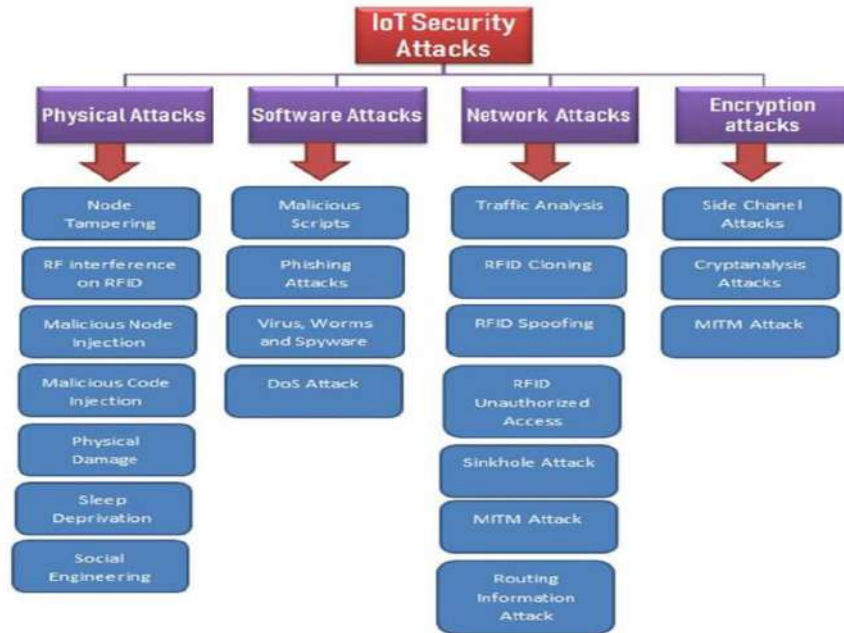 IoT Security
Attacks
Physical Attacks
Software Attacks
Network Attacks
Encryption
attacks
Node
Tampering
RF interference
on RFID
Malicious Node
Injection
Malicious Code
Injection
Physical
Damage
Sleep
Deprivation
Social
Engineering
Malicious
Scripts
Phishing
Attacks
Virus, Worms
and Spyware
DoS Attack
Traffic Analysis
RFID Cloning
RFID Spoofing
RFID
Unauthorized
Access
Sinkhole Attack
MITM Attack
Routing
Information
Attack
Side Chanel
Attacks
Cryptanalysis
Attacks
MITM Attack